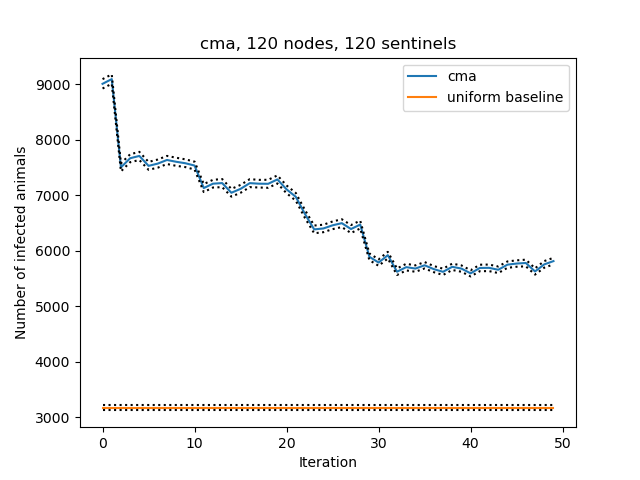 cma, 120 nodes, 120 sentinels
cma
uniform baseline
Number of infected animals
9000
8000
7000
6000
5000
4000
3000
0 10 20 30 40 50
Iteration